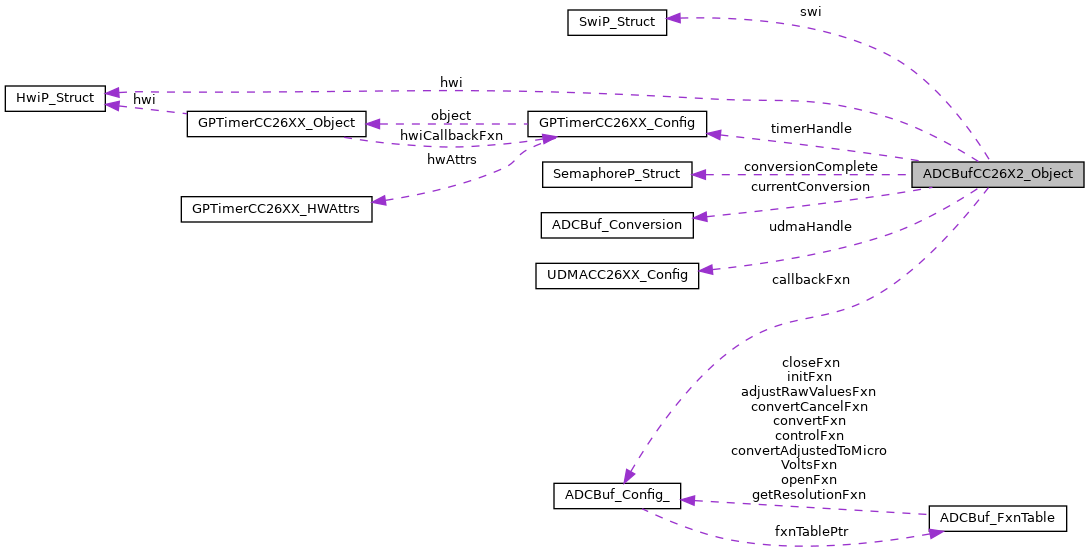 swi
SwiP_Struct
hwi
HwiP_Struct
hwi
object
GPTimerCC26XX_Object
GPTimerCC26XX_Config
timerHandle
hwiCallbackFxn
hwAttrs
conversionComplete
SemaphoreP_Struct
ADCBufCC26X2_Object
currentConversion
GPTimerCC26XX_HWAttrs
ADCBuf_Conversion
udmaHandle
UDMACC26XX_Config
callbackFxn
closeFxn
initFxn
adjustRawValuesFxn
convertCancelFxn
convertFxn
controlFxn
convertAdjustedToMicro
VoltsFxn
openFxn
getResolutionFxn
ADCBuf_Config_
ADCBuf_FxnTable
fxnTablePtr